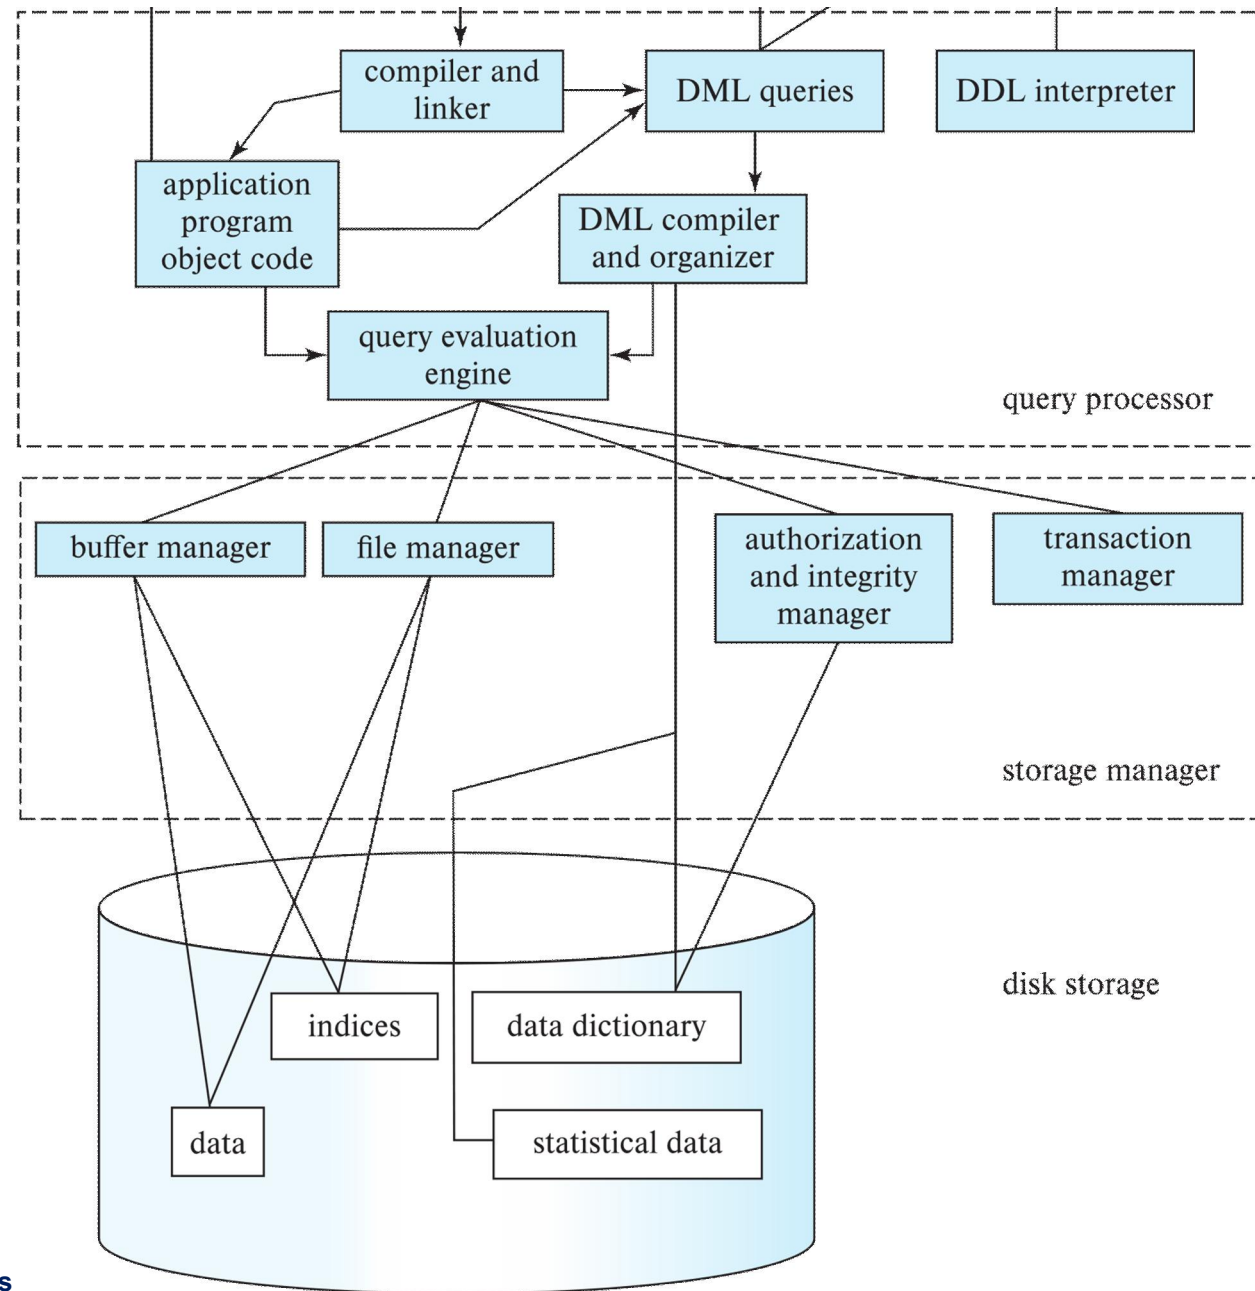 compiler and
linker
DML queries
DDL interpreter
application
program
object code
DML compiler
and organizer
query evaluation
engine
query processor
buffer manager
file manager
authorization
and integrity
manager
transaction
manager
storage manager
disk storage
indices
data dictionary
data
statistical data
s